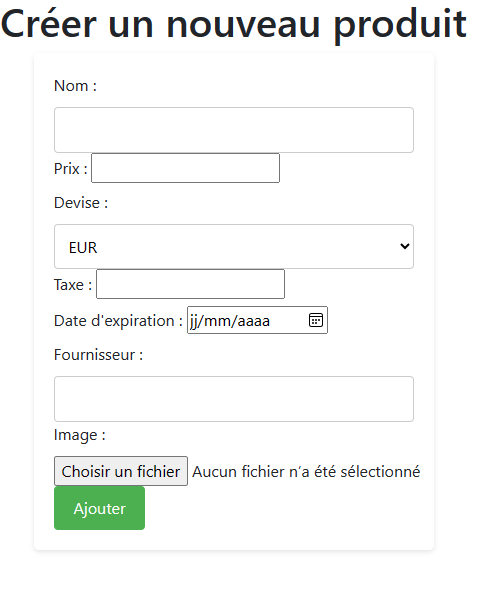 Créer un nouveau produit
Nom :
Prix :
Devise :
EUR
Taxe :
Date d'expiration : jj/mm/aaaa
Fournisseur :
Image :
Choisir un fichier Aucun fichier n’a été sélectionné
Ajouter